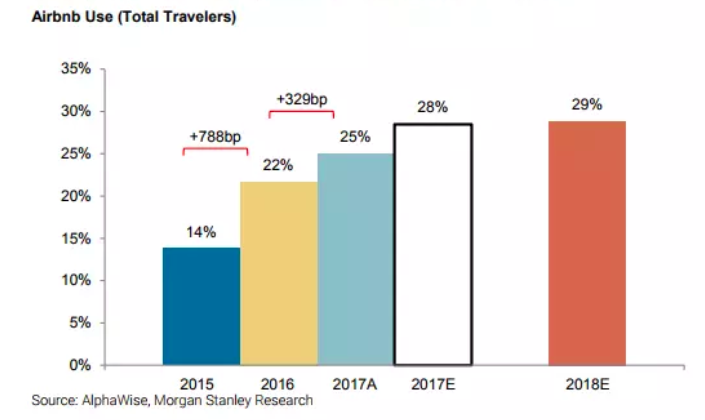 Airbnb Use (Total Travelers)
35%
30%
25%
20%
15%
10%
5%
0%
+788bp
+329bp
14%
22%
25%
28%
29%
2015 2016 2017A 2017E 2018E
Source: AlphaWise, Morgan Stanley Research